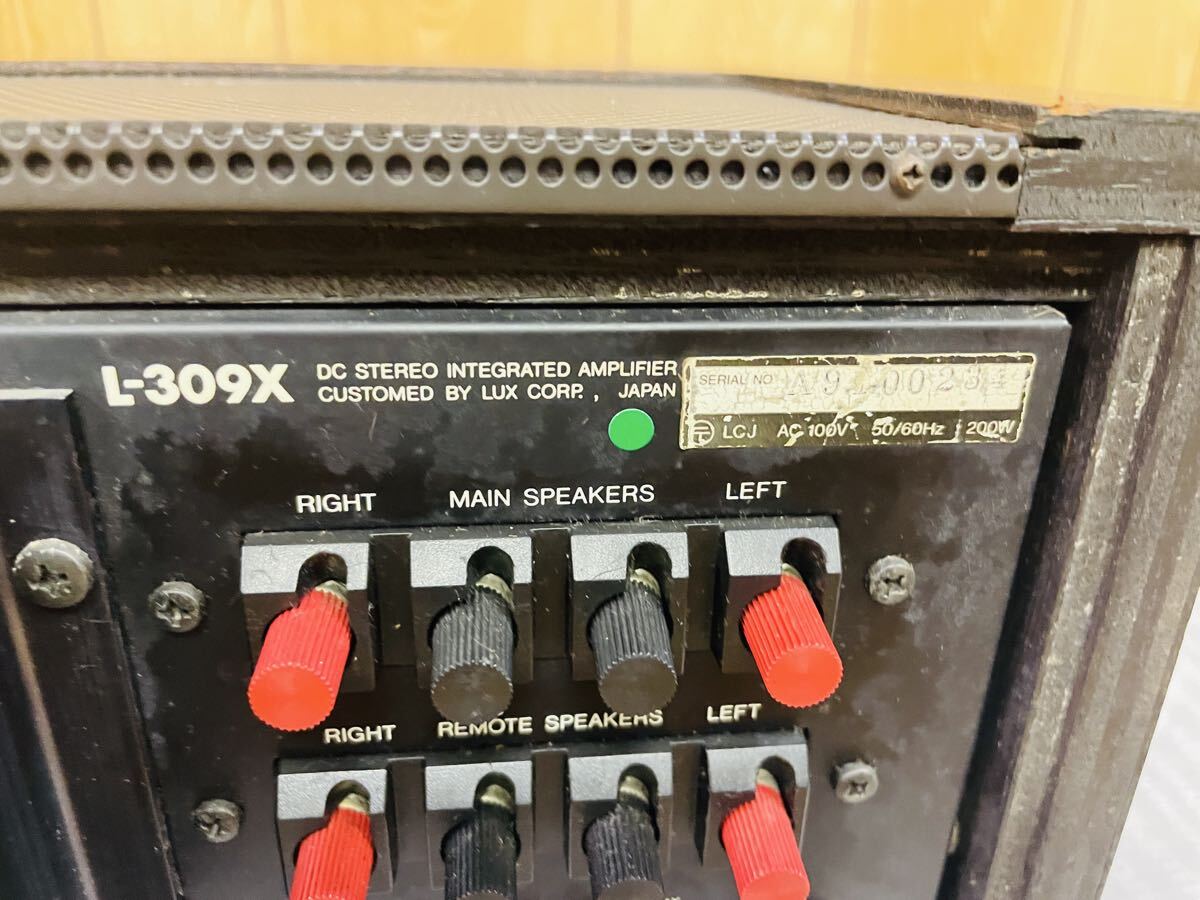 L-309X
DC STEREO INTEGRATED AMPLIFIER
CUSTOMED BY LUX CORP., JAPAN
SERIAL NO
LCJ AC 100V 50/60Hz 200W
RIGHT MAIN SPEAKERS LEFT
RIGHT REMOTE SPEAKERS LEFT